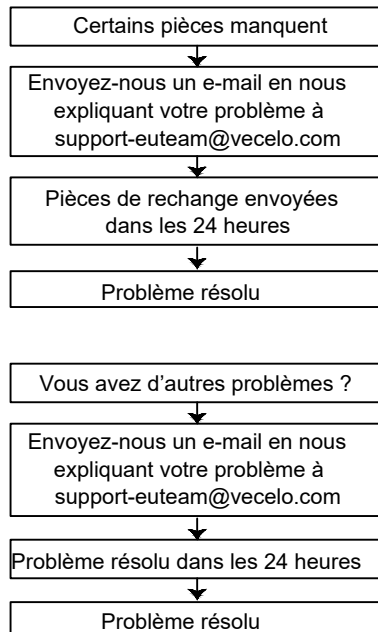 Certains pièces manquent
Envoyez-nous un e-mail en nous
expliquant votre problème à
support-euteam@vecelo.com
Pièces de rechange envoyées
dans les 24 heures
Problème résolu
Vous avez d'autres problèmes ?
Envoyez-nous un e-mail en nous
expliquant votre problème à
support-euteam@vecelo.com
Problème résolu dans les 24 heures
Problème résolu